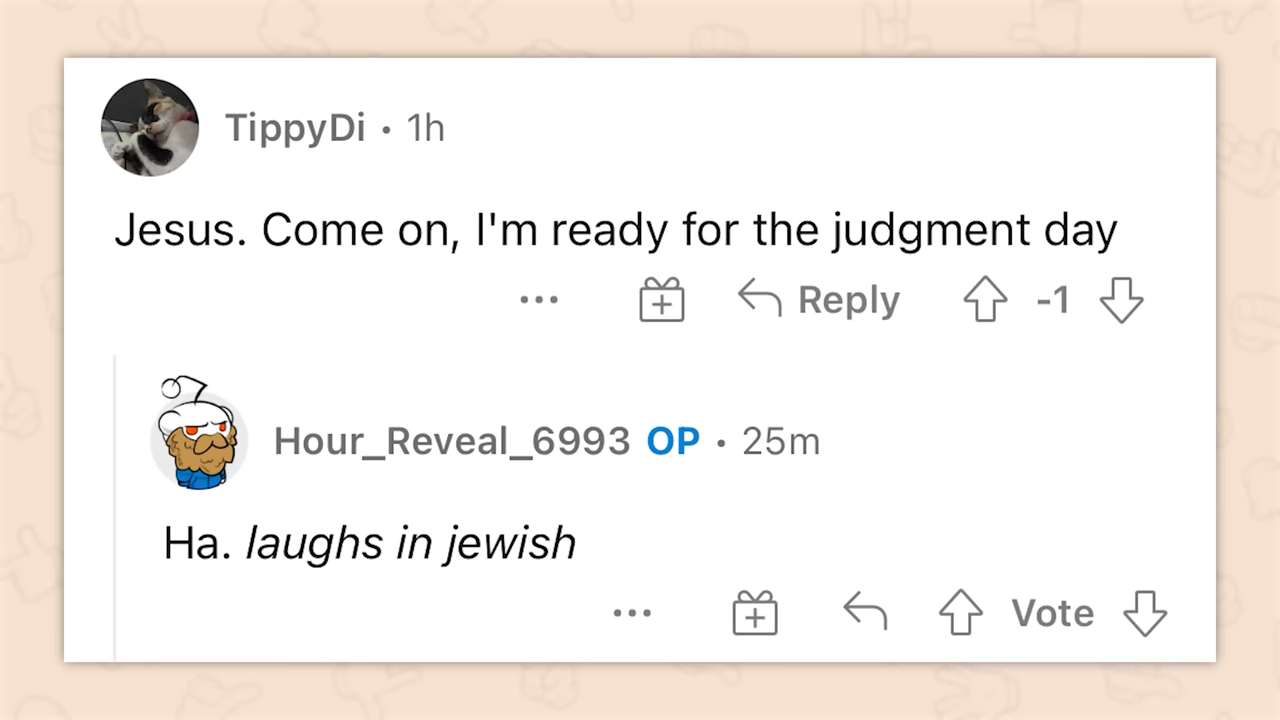 TippyDi • 1h
Jesus. Come on, I'm ready for the judgment day
... Reply -1
Hour_Reveal_6993 OP • 25m
Ha. laughs in jewish
... Vote